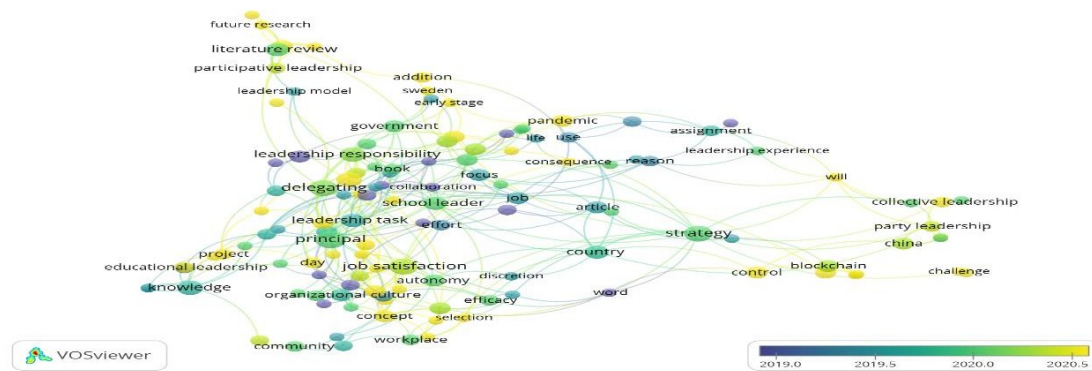 future research
literature review
participative leadership
addition
leadership model
sweden
early stage
government
pandemic
life
use
assignment
leadership responsibility
leadership experience
book
consequence
reason
focus
will
delegating
collaboration
job
school leader
article
collective leadership
leadership task
effort
party leadership
principal
strategy
china
project
country
day
job satisfaction
educational leadership
blockchain
control
challenge
autonomy
discretion
knowledge
organizational culture
efficacy
word
concept
selection
workplace
community
VOSviewer
2019.0 2019.5 2020.0 2020.5